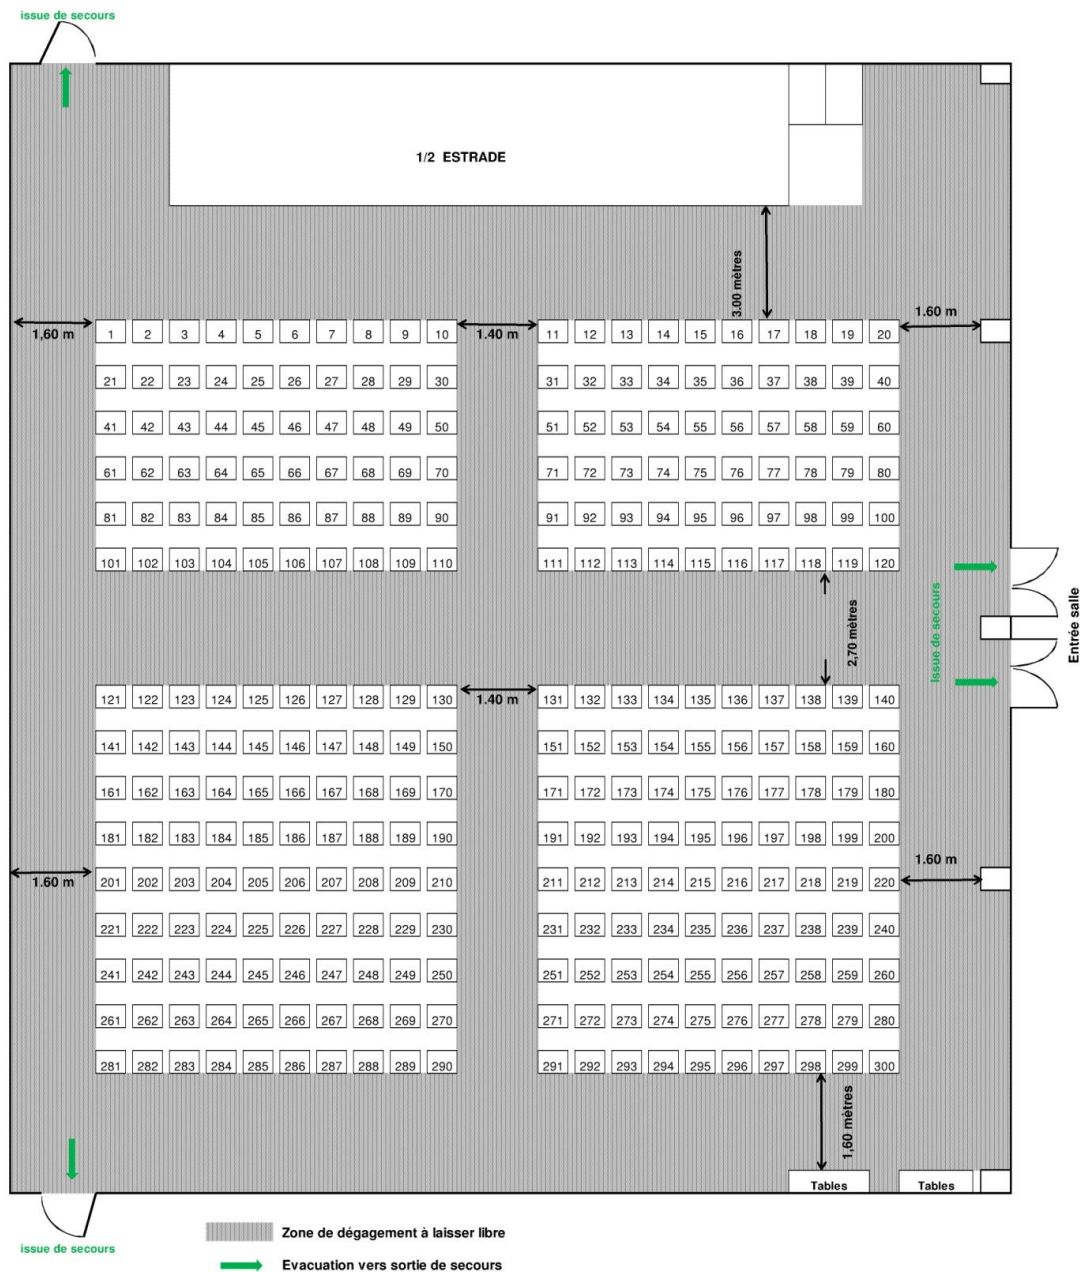 issue de secours
1/2 ESTRADE
3.00 mètres
1,60 m
1.40 m
1.60 m
1 2 3 4 5 6 7 8 9 10 11 12 13 14 15 16 17 18 19 20
21 22 23 24 25 26 27 28 29 30 31 32 33 34 35 36 37 38 39 40
41 42 43 44 45 46 47 48 49 50 51 52 53 54 55 56 57 58 59 60
61 62 63 64 65 66 67 68 69 70 71 72 73 74 75 76 77 78 79 80
81 82 83 84 85 86 87 88 89 90 91 92 93 94 95 96 97 98 99 100
101 102 103 104 105 106 107 108 109 110 111 112 113 114 115 116 117 118 119 120
2,70 mètres
Issue de secours
Entrée salle
1.40 m
121 122 123 124 125 126 127 128 129 130 131 132 133 134 135 136 137 138 139 140
141 142 143 144 145 146 147 148 149 150 151 152 153 154 155 156 157 158 159 160
161 162 163 164 165 166 167 168 169 170 171 172 173 174 175 176 177 178 179 180
181 182 183 184 185 186 187 188 189 190 191 192 193 194 195 196 197 198 199 200
1.60 m
1.60 m
201 202 203 204 205 206 207 208 209 210 211 212 213 214 215 216 217 218 219 220
221 222 223 224 225 226 227 228 229 230 231 232 233 234 235 236 237 238 239 240
241 242 243 244 245 246 247 248 249 250 251 252 253 254 255 256 257 258 259 260
261 262 263 264 265 266 267 268 269 270 271 272 273 274 275 276 277 278 279 280
281 282 283 284 285 286 287 288 289 290 291 292 293 294 295 296 297 298 299 300
1,60 mètres
Tables
Tables
Zone de dégagement à laisser libre
issue de secours
Evacuation vers sortie de secours